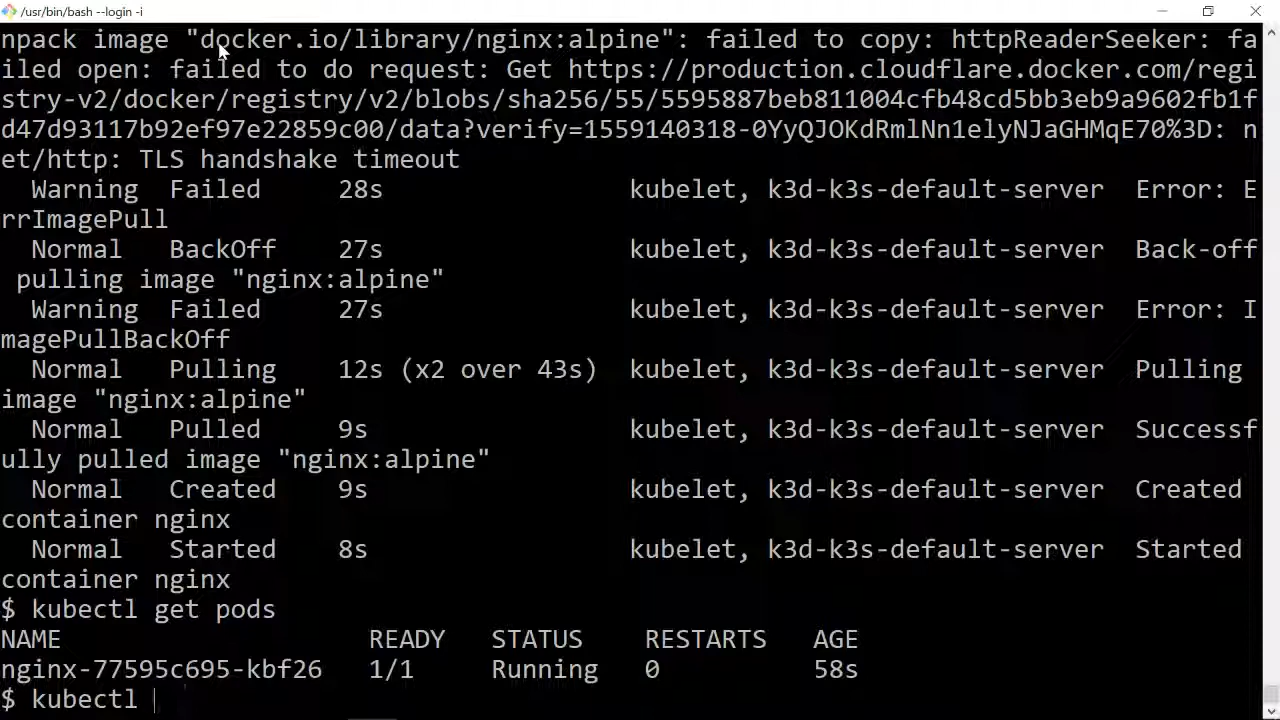 /usr/bin/bash --login -i
npack image "docker.io/library/nginx:alpine": failed to copy: httpReaderSeeker: fa
iled open: failed to do request: Get https://production.cloudflare.docker.com/regi
stry-v2/docker/registry/v2/blobs/sha256/55/5595887beb811004cfb48cd5bb3eb9a9602fb1f
d47d93117b92ef97e22859c00/data?verify=1559140318-0YyQJOKdRmlNn1elyNJaGHMqE70%3D: n
et/http: TLS handshake timeout
  Warning  Failed     28s                kubelet, k3d-k3s-default-server  Error: E
rrImagePull
  Normal   BackOff    27s                kubelet, k3d-k3s-default-server  Back-off
 pulling image "nginx:alpine"
  Warning  Failed     27s                kubelet, k3d-k3s-default-server  Error: I
magePullBackOff
  Normal   Pulling    12s (x2 over 43s)  kubelet, k3d-k3s-default-server  Pulling
image "nginx:alpine"
  Normal   Pulled     9s                 kubelet, k3d-k3s-default-server  Successf
ully pulled image "nginx:alpine"
  Normal   Created    9s                 kubelet, k3d-k3s-default-server  Created
container nginx
  Normal   Started    8s                 kubelet, k3d-k3s-default-server  Started
container nginx
$ kubectl get pods
NAME                    READY   STATUS    RESTARTS   AGE
nginx-77595c695-kbf26   1/1     Running   0          58s
$ kubectl